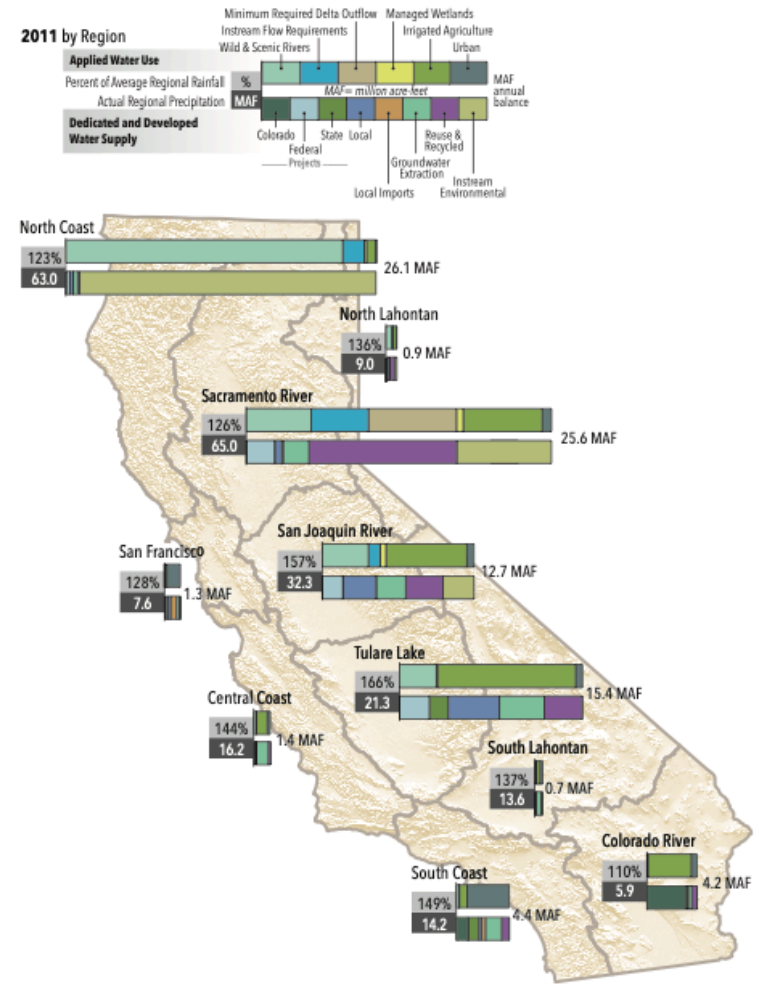 2011 by Region
Minimum Required Delta Outflow
Managed Wetlands
Instream Flow Requirements
Irrigated Agriculture
Wild & Scenic Rivers
Urban
Applied Water Use
Percent of Average Regional Rainfall %
MAF= million acre-feet
MAF annual balance
Actual Regional Precipitation MAF
Dedicated and Developed
Water Supply
Colorado
Federal
State
Local
Projects
Local Imports
Groundwater
Extraction
Reuse &
Recycled
Instream
Environmental
North Coast
123%
63.0
26.1 MAF
North Lahontan
136%
9.0
0.9 MAF
Sacramento River
126%
65.0
25.6 MAF
San Joaquin River
157%
32.3
12.7 MAF
San Francisco
128%
7.6
1.3 MAF
Tulare Lake
166%
21.3
15.4 MAF
Central Coast
144%
16.2
1.4 MAF
South Lahontan
137%
13.6
0.7 MAF
Colorado River
110%
5.9
4.2 MAF
South Coast
149%
14.2
4.4 MAF